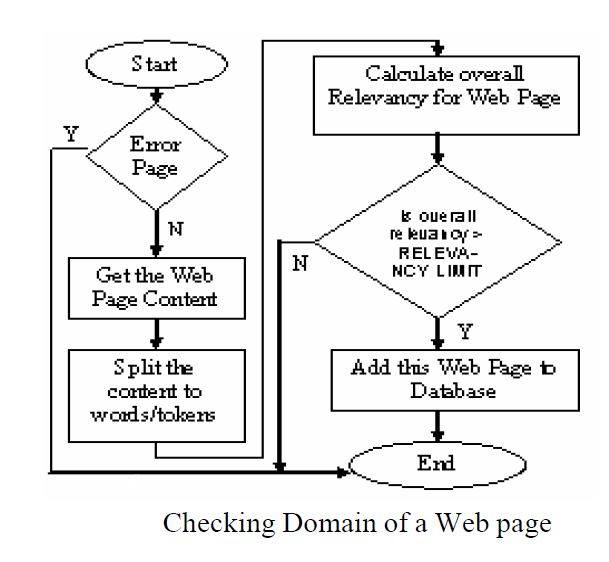 Start
Y
Error
Page
N
Get the Web
Page Content
Split the
content to
words/tokens
Calculate overall
Relevancy for Web Page
Is overall
relevancy>
RELEVA-
NCY LIMIT
N
Y
Add this Web Page to
Database
End
Checking Domain of a Web page